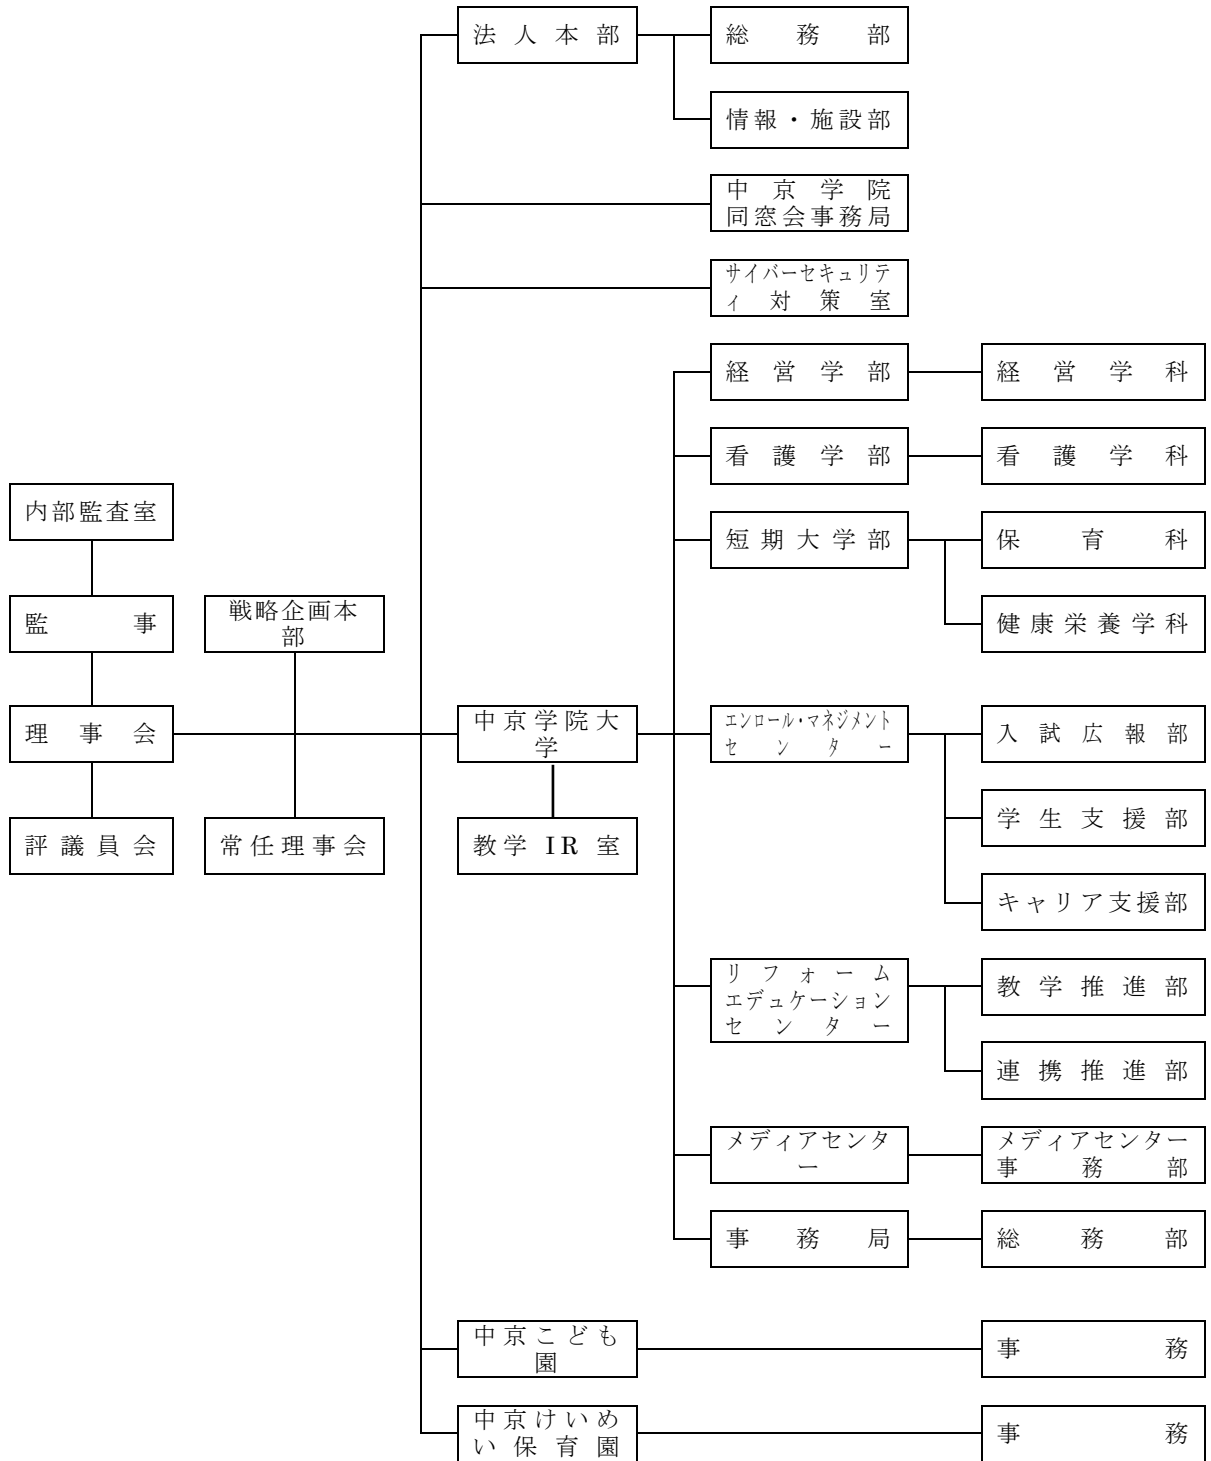 法人本部
総務部
情報・施設部
中京学院
同窓会事務局
サイバーセキュリテ
ィ対策室
経営学部
経営学科
看護学部
看護学科
内部監査室
短期大学部
保育科
監事
戦略企画本
部
健康栄養学科
理事会
中京学院大
学
エンロール・マネジメント
センター
入試広報部
評議員会
常任理事会
教学 IR 室
学生支援部
キャリア支援部
リフォーム
エデュケーション
センター
教学推進部
連携推進部
メディアセンタ
ー
メディアセンター
事務部
事務局
総務部
中京こども
園
事務
中京けいめ
い保育園
事務